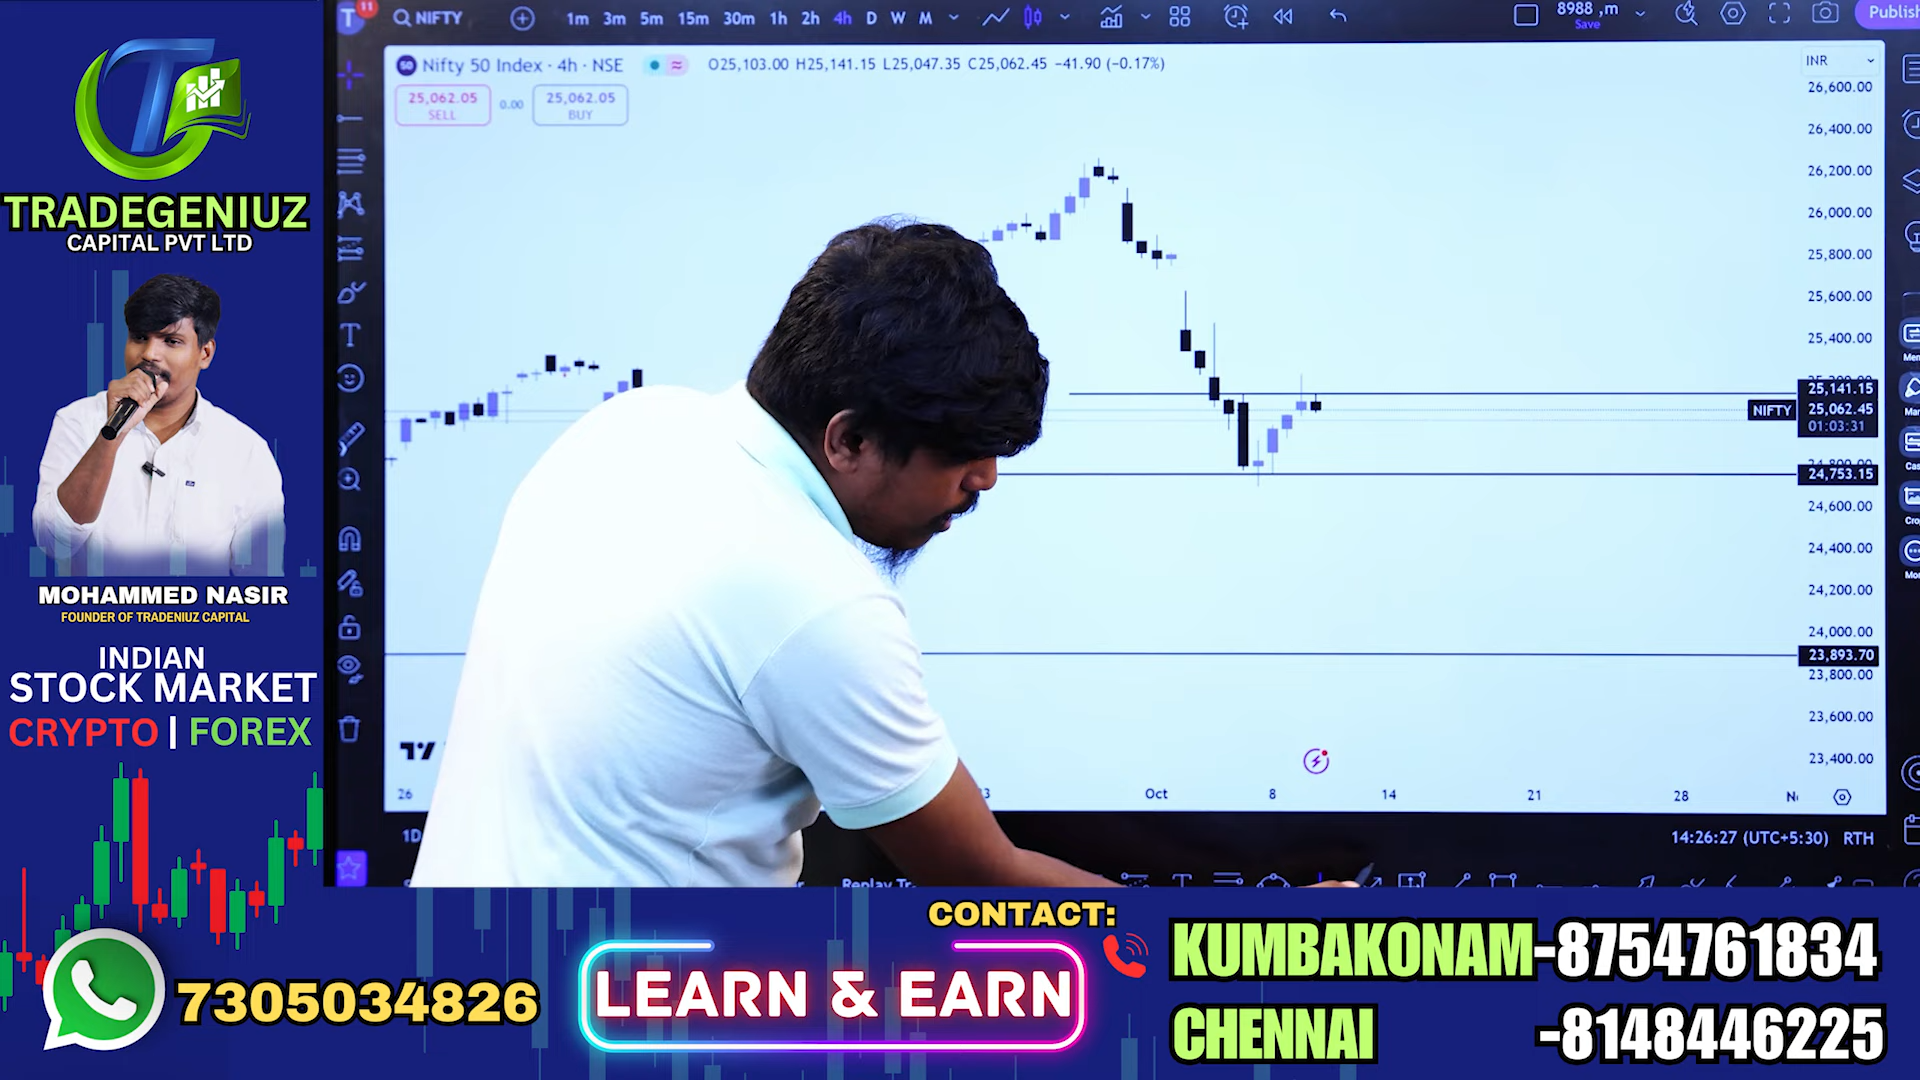 TRADEGENIUZ
CAPITAL PVT LTD
MOHAMMED NASIR
FOUNDER OF TRADENIUZ CAPITAL
INDIAN
STOCK MARKET
CRYPTO | FOREX
7305034826
T 11
NIFTY
1m 3m 5m 15m 30m 1h 2h 4h D W M
8988 ,m
Save
Publish
Nifty 50 Index · 4h · NSE
O25,103.00 H25,141.15 L25,047.35 C25,062.45 −41.90 (−0.17%)
25,062.05
SELL
0.00
25,062.05
BUY
INR
26,600.00
26,400.00
26,200.00
26,000.00
25,800.00
25,600.00
25,400.00
25,141.15
NIFTY 25,062.45
01:03:31
24,753.15
24,600.00
24,400.00
24,200.00
24,000.00
23,893.70
23,800.00
23,600.00
23,400.00
26
Oct 8 14 21 28
1D
14:26:27 (UTC+5:30) RTH
CONTACT:
LEARN & EARN
KUMBAKONAM-8754761834
CHENNAI -8148446225